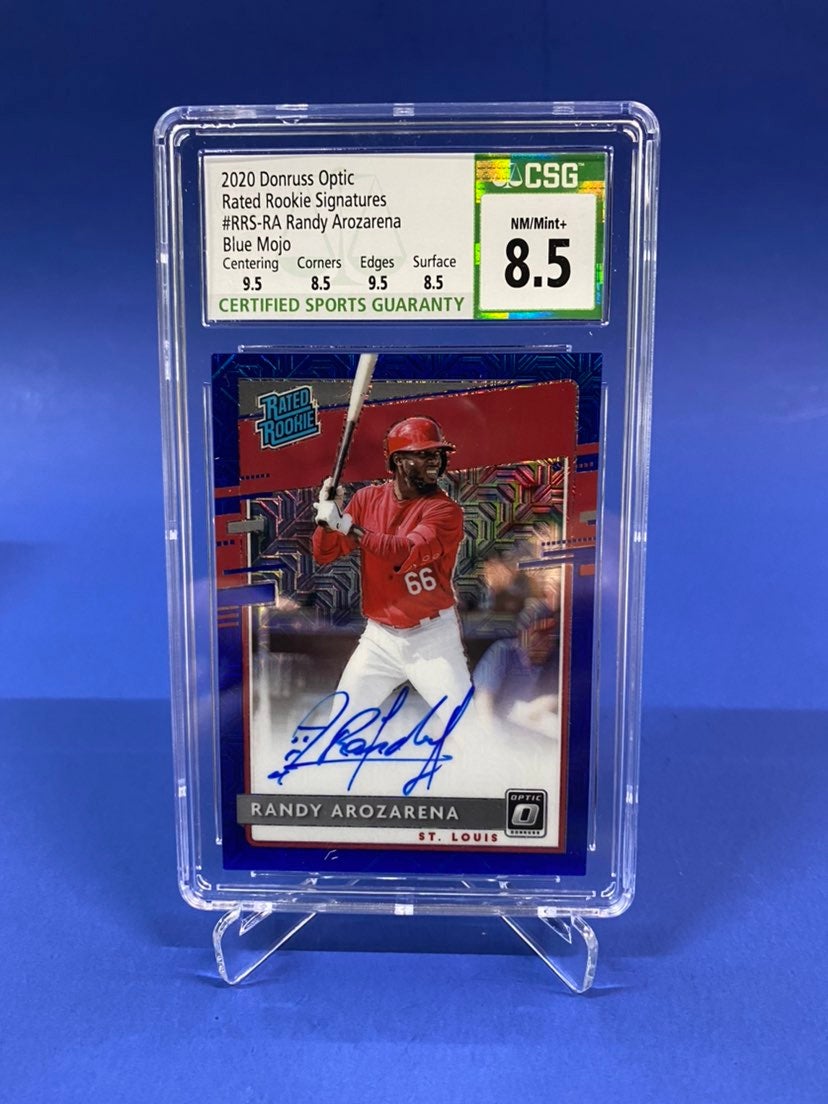 2020 Donruss Optic
Rated Rookie Signatures
#RRS-RA Randy Arozarena
Blue Mojo
Centering Corners Edges Surface
9.5 8.5 9.5 8.5
CERTIFIED SPORTS GUARANTY
CSG™
NM/Mint+
8.5
RATED
ROOKIE
66
RANDY AROZARENA
ST. LOUIS
OPTIC
O
DONRUSS